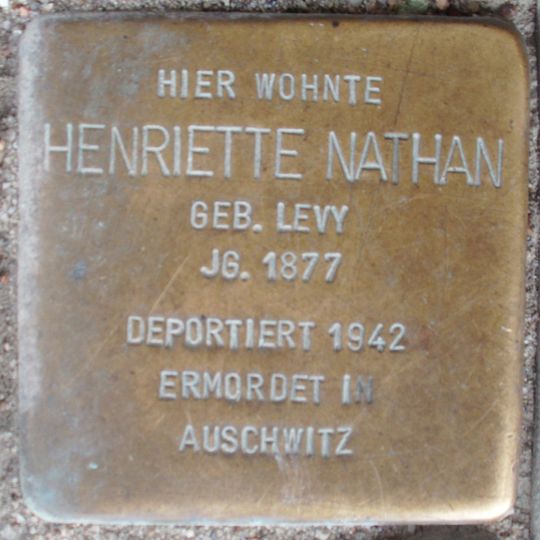 HIER WOHNTE
HENRIETTE NATHAN
GEB. LEVY
JG. 1877
DEPORTIERT 1942
ERMORDET IN
AUSCHWITZ